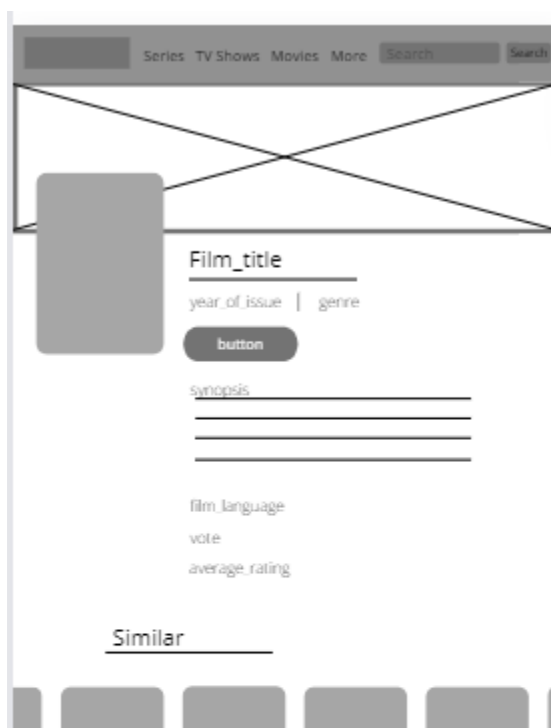 Series TV Shows Movies More Search Search
Film_title
year_of_issue | genre
button
synopsis
film_language
vote
average_rating
Similar